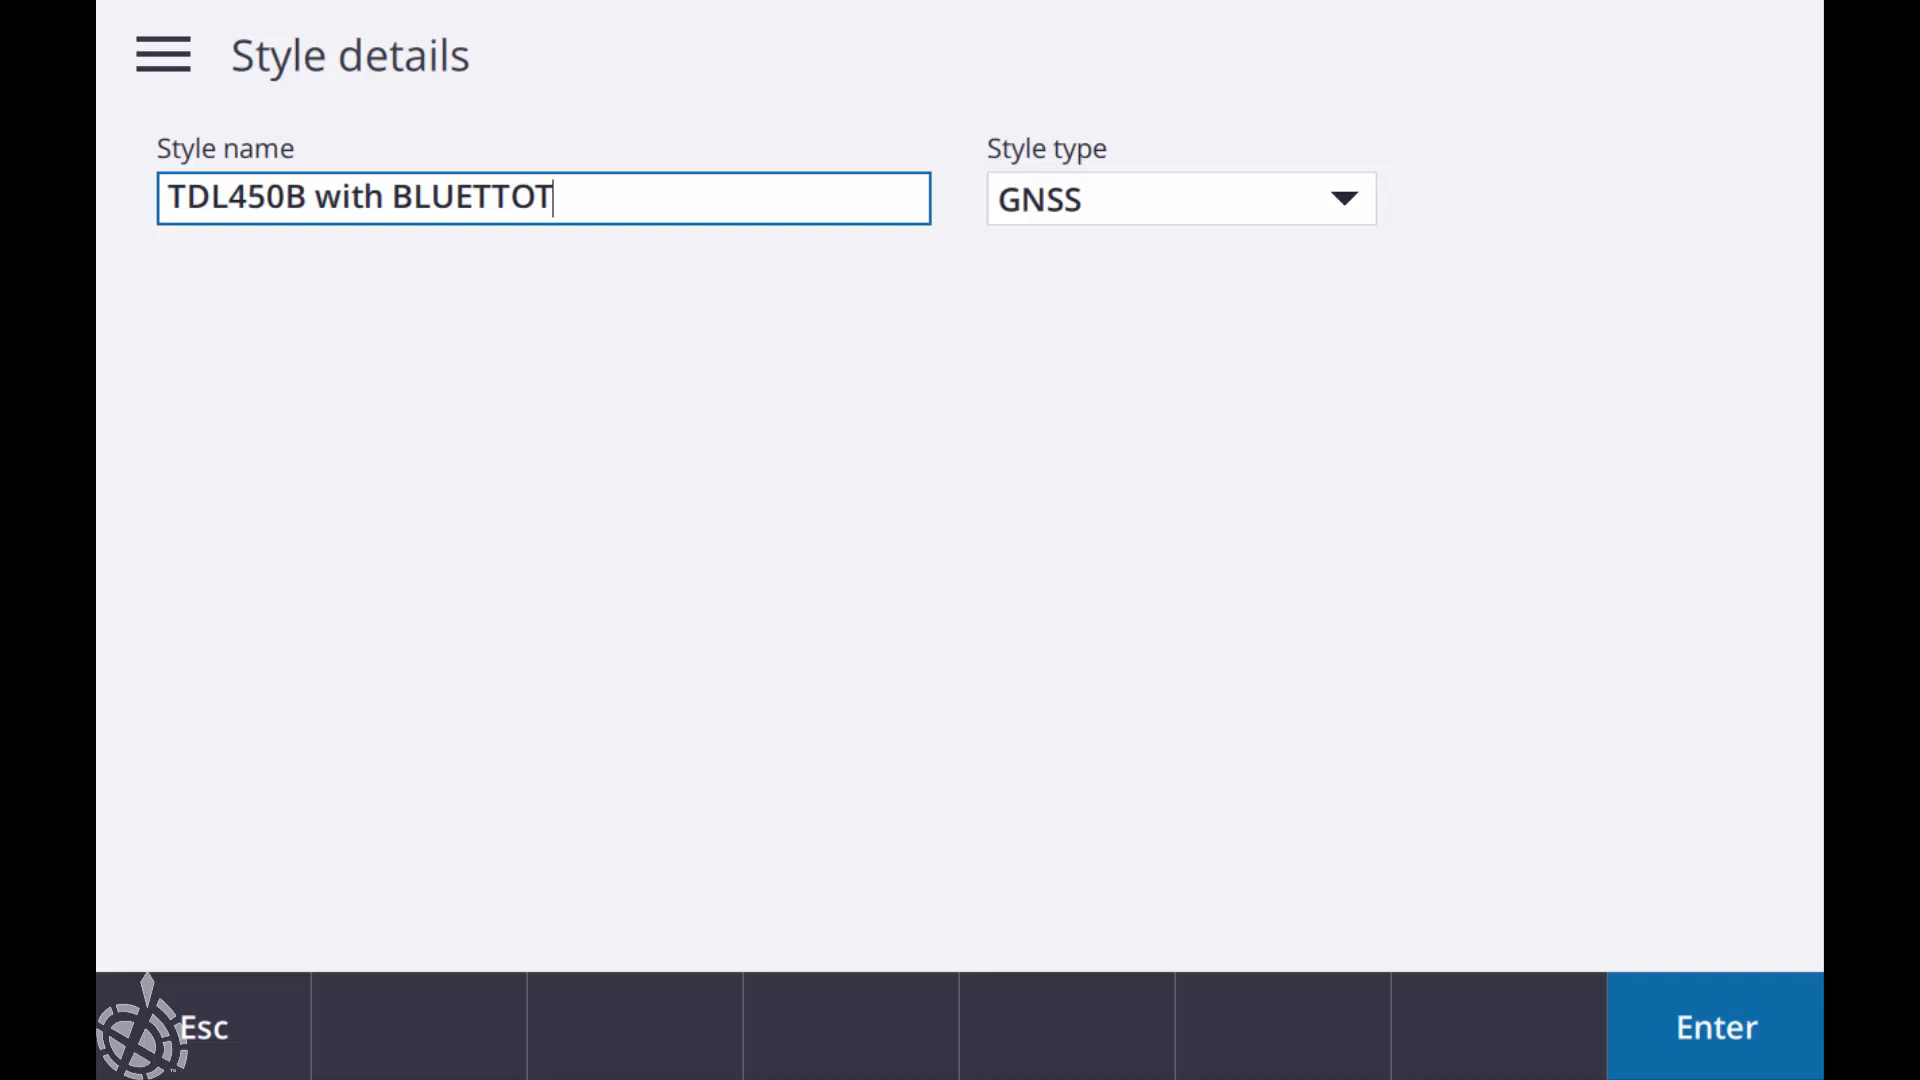 Style details
Style name
Style type
TDL450B with BLUETTOT
GNSS
Esc
Enter